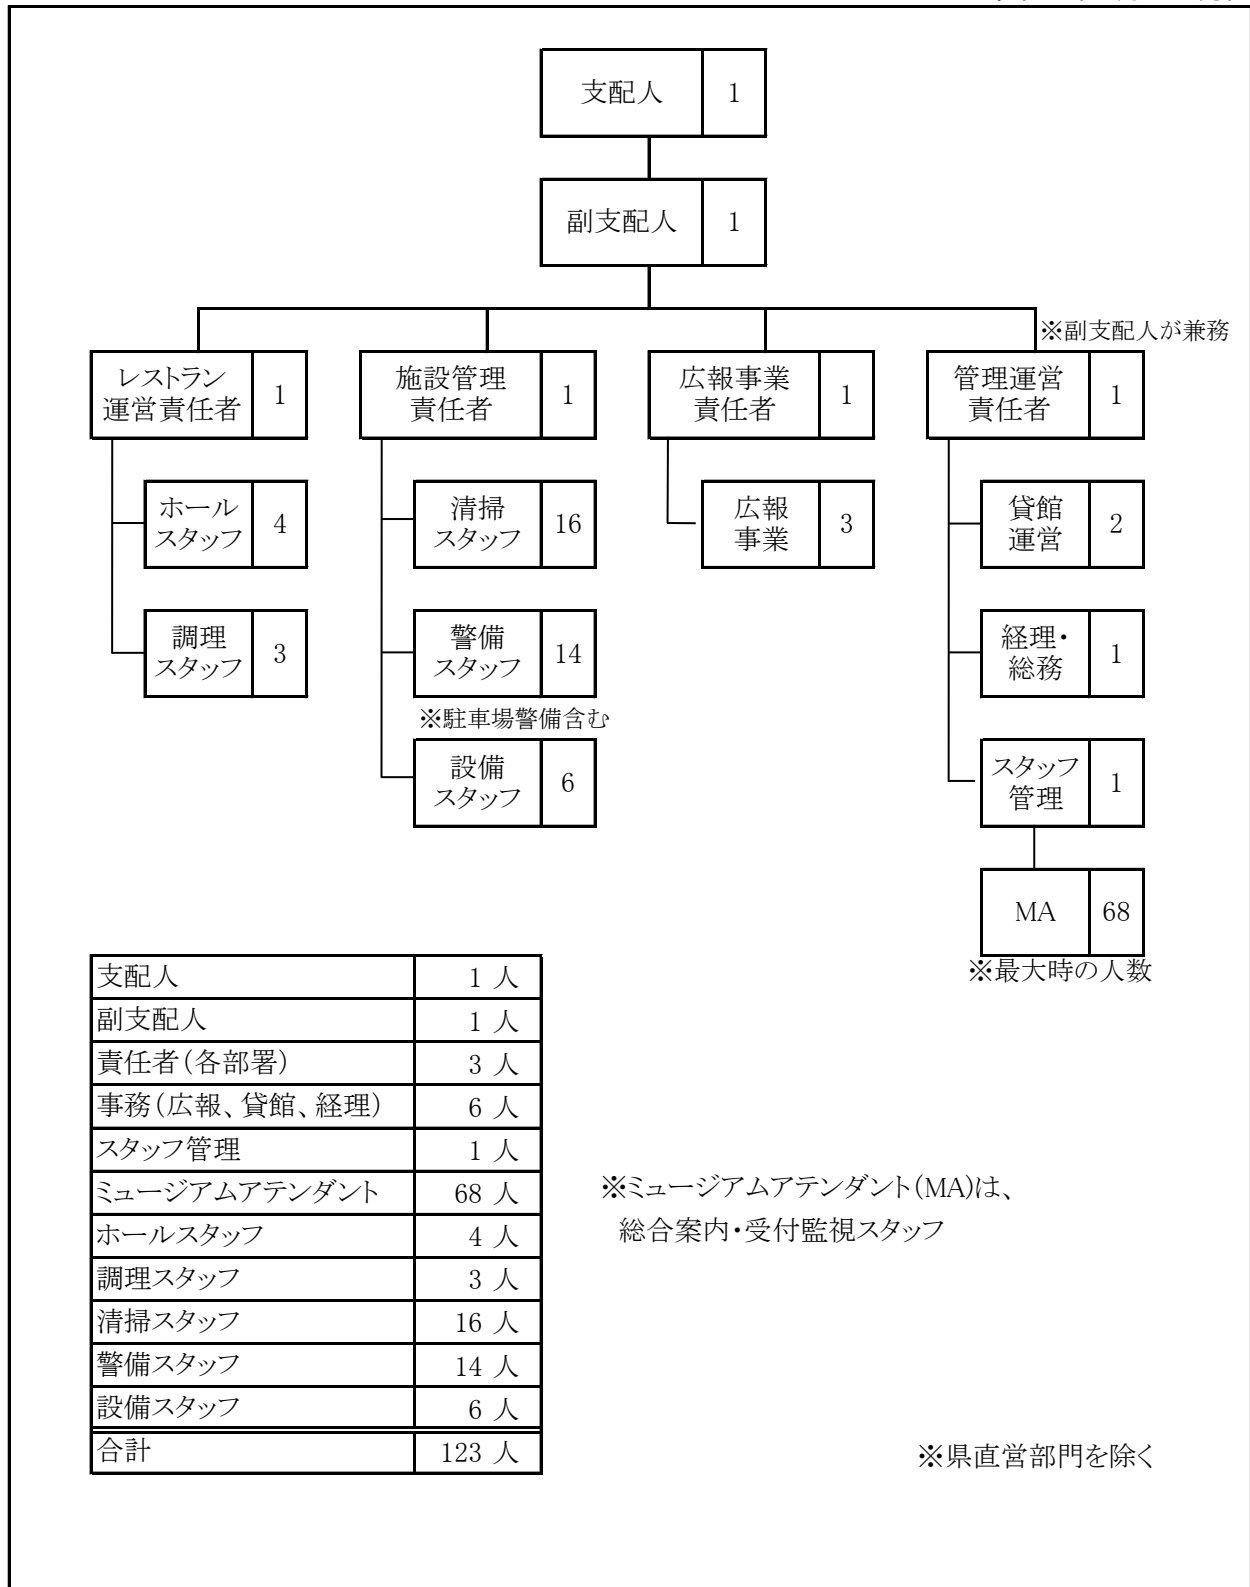 支配人 1
副支配人 1
※副支配人が兼務
レストラン
運営責任者 1
施設管理
責任者 1
広報事業
責任者 1
管理運営
責任者 1
ホール
スタッフ 4
清掃
スタッフ 16
広報
事業 3
貸館
運営 2
調理
スタッフ 3
警備
スタッフ 14
経理・
総務 1
※駐車場警備含む
設備
スタッフ 6
スタッフ
管理 1
MA 68
※最大時の人数
支配人 1 人
副支配人 1 人
責任者(各部署) 3 人
事務(広報、貸館、経理) 6 人
スタッフ管理 1 人
ミュージアムアテンダント 68 人
ホールスタッフ 4 人
調理スタッフ 3 人
清掃スタッフ 16 人
警備スタッフ 14 人
設備スタッフ 6 人
合計 123 人
※ミュージアムアテンダント(MA)は、
総合案内・受付監視スタッフ
※県直営部門を除く